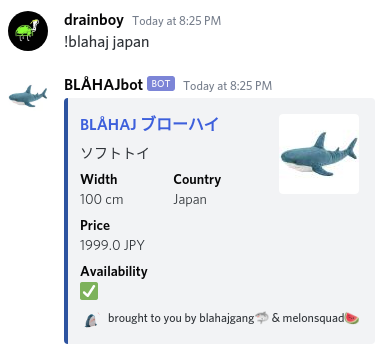 drainboy Today at 8:25 PM
!blahaj japan
BLÅHAJbot BOT Today at 8:25 PM
BLÅHAJ ブローハイ
ソフトトイ
Width Country
100 cm Japan
Price
1999.0 JPY
Availability
✅
brought to you by blahajgang🦈 & melonsquad🍉